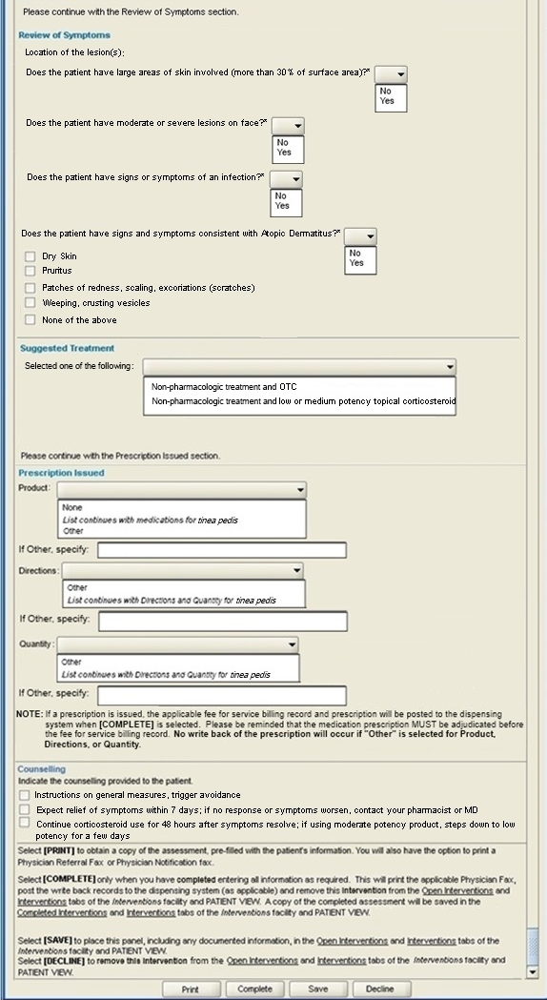 Please continue with the Review of Symptoms section.
Review of Symptoms
Location of the lesion(s):
Does the patient have large areas of skin involved (more than 30% of surface area)?*
No
Yes
Does the patient have moderate or severe lesions on face?*
No
Yes
Does the patient have signs or symptoms of an infection?*
No
Yes
Does the patient have signs and symptoms consistent with Atopic Dermatitus?*
No
Yes
Dry Skin
Pruritus
Patches of redness, scaling, excoriations (scratches)
Weeping, crusting vesicles
None of the above
Suggested Treatment
Selected one of the following:
Non-pharmacologic treatment and OTC
Non-pharmacologic treatment and low or medium potency topical corticosteroid
Please continue with the Prescription Issued section.
Prescription Issued
Product:
None
List continues with medications for tinea pedis
Other
If Other, specify:
Directions:
Other
List continues with Directions and Quantity for tinea pedis
If Other, specify:
Quantity:
Other
List continues with Directions and Quantity for tinea pedis
If Other, specify:
NOTE: If a prescription is issued, the applicable fee for service billing record and prescription will be posted to the dispensing
system when [COMPLETE] is selected. Please be reminded that the medication prescription MUST be adjudicated before
the fee for service billing record. No write back of the prescription will occur if "Other" is selected for Product,
Directions, or Quantity.
Counselling
Indicate the counselling provided to the patient.
Instructions on general measures, trigger avoidance
Expect relief of symptoms within 7 days; if no response or symptoms worsen, contact your pharmacist or MD
Continue corticosteroid use for 48 hours after symptoms resolve; if using moderate potency product, steps down to low
potency for a few days
Select [PRINT] to obtain a copy of the assessment, pre-filled with the patient's information. You will also have the option to print a
Physician Referral Fax or Physician Notification fax.
Select [COMPLETE] only when you have completed entering all information as required. This will print the applicable Physician Fax,
post the write back records to the dispensing system (as applicable) and remove this Intervention from the Open Interventions and
Interventions tabs of the Interventions facility and PATIENT VIEW. A copy of the completed assessment will be saved in the
Completed Interventions and Interventions tabs of the Interventions facility and PATIENT VIEW.
Select [SAVE] to place this panel, including any documented information, in the Open Interventions and Interventions tabs of the
Interventions facility and PATIENT VIEW.
Select [DECLINE] to remove this intervention from the Open Interventions and Interventions tabs of the Interventions facility and
PATIENT VIEW.
Print Complete Save Decline